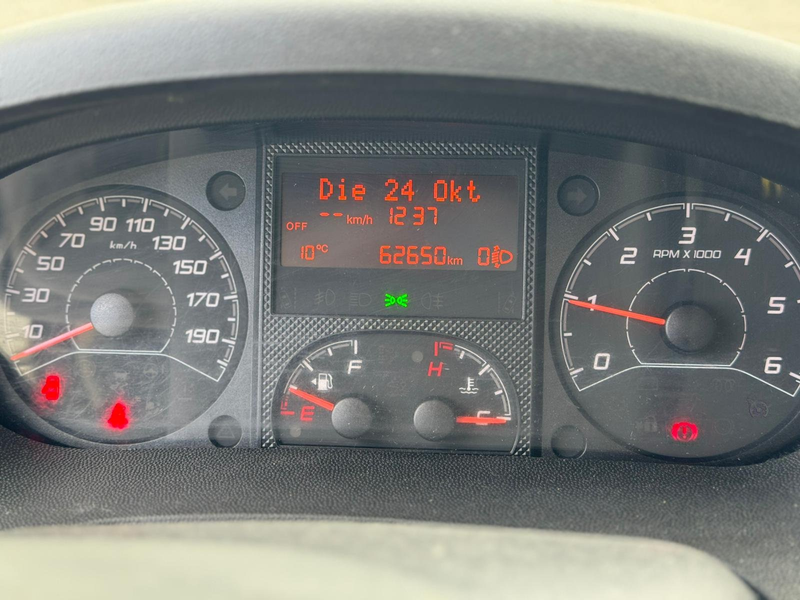 Die 24 Okt
-- km/h 12 37
OFF
10°C 62650 km 0
10 30 50 70 90 110 130 150 170 190
km/h
0 1 2 3 4 5 6
RPM X 1000
F
E
H
C